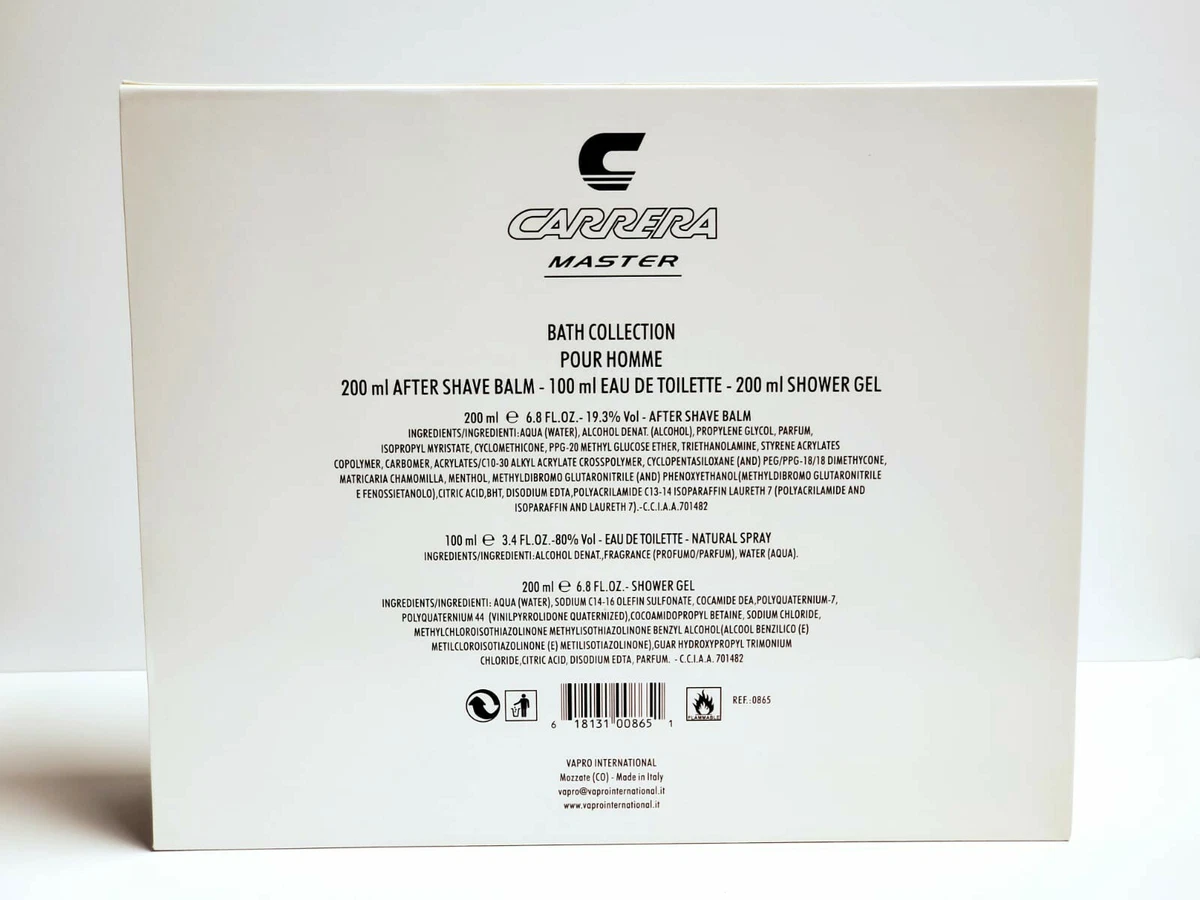 CARRERA
MASTER
BATH COLLECTION
POUR HOMME
200 ml AFTER SHAVE BALM - 100 ml EAU DE TOILETTE - 200 ml SHOWER GEL
200 ml ℮ 6.8 FL.OZ.- 19.3% Vol - AFTER SHAVE BALM
INGREDIENTS/INGREDIENTI:AQUA (WATER), ALCOHOL DENAT. (ALCOHOL), PROPYLENE GLYCOL, PARFUM,
ISOPROPYL MYRISTATE, CYCLOMETHICONE, PPG-20 METHYL GLUCOSE ETHER, TRIETHANOLAMINE, STYRENE ACRYLATES
COPOLYMER, CARBOMER, ACRYLATES/C10-30 ALKYL ACRYLATE CROSSPOLYMER, CYCLOPENTASILOXANE (AND) PEG/PPG-18/18 DIMETHYCONE,
MATRICARIA CHAMOMILLA, MENTHOL, METHYLDIBROMO GLUTARONITRILE (AND) PHENOXYETHANOL(METHYLDIBROMO GLUTARONITRILE
E FENOSSIETANOLO),CITRIC ACID,BHT, DISODIUM EDTA,POLYACRILAMIDE C13-14 ISOPARAFFIN LAURETH 7 (POLYACRILAMIDE AND
ISOPARAFFIN AND LAURETH 7).-C.C.I.A.A.701482
100 ml ℮ 3.4 FL.OZ.-80% Vol - EAU DE TOILETTE - NATURAL SPRAY
INGREDIENTS/INGREDIENTI:ALCOHOL DENAT.,FRAGRANCE (PROFUMO/PARFUM), WATER (AQUA).
200 ml ℮ 6.8 FL.OZ.- SHOWER GEL
INGREDIENTS/INGREDIENTI: AQUA (WATER), SODIUM C14-16 OLEFIN SULFONATE, COCAMIDE DEA,POLYQUATERNIUM-7,
POLYQUATERNIUM 44 (VINILPYRROLIDONE QUATERNIZED),COCOAMIDOPROPYL BETAINE, SODIUM CHLORIDE,
METHYLCHLOROISOTHIAZOLINONE METHYLISOTHIAZOLINONE BENZYL ALCOHOL(ALCOOL BENZILICO (E)
METILCLOROISOTIAZOLINONE (E) METILISOTIAZOLINONE),GUAR HYDROXYPROPYL TRIMONIUM
CHLORIDE,CITRIC ACID, DISODIUM EDTA, PARFUM. - C.C.I.A.A. 701482
FLAMMABLE
REF.:0865
6 18131 00865 1
VAPRO INTERNATIONAL
Mozzate (CO) - Made in Italy
vapro@vaprointernational.it
www.vaprointernational.it